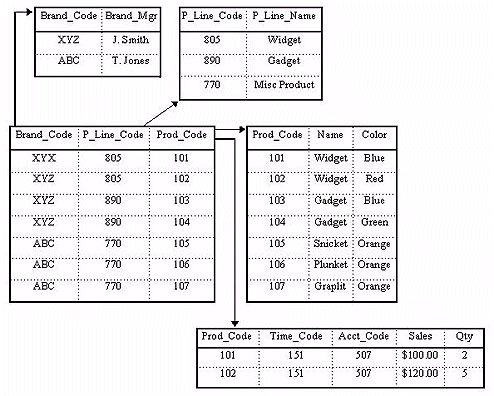 Brand_Code Brand_Mgr
XYZ J. Smith
ABC T. Jones
P_Line_Code P_Line_Name
805 Widget
890 Gadget
770 Misc Product
Brand_Code P_Line_Code Prod_Code
XYX 805 101
XYZ 805 102
XYZ 890 103
XYZ 890 104
ABC 770 105
ABC 770 106
ABC 770 107
Prod_Code Name Color
101 Widget Blue
102 Widget Red
103 Gadget Blue
104 Gadget Green
105 Snicket Orange
106 Plunket Orange
107 Graplit Orange
Prod_Code Time_Code Acct_Code Sales Qty
101 151 507 $100.00 2
102 151 507 $120.00 5